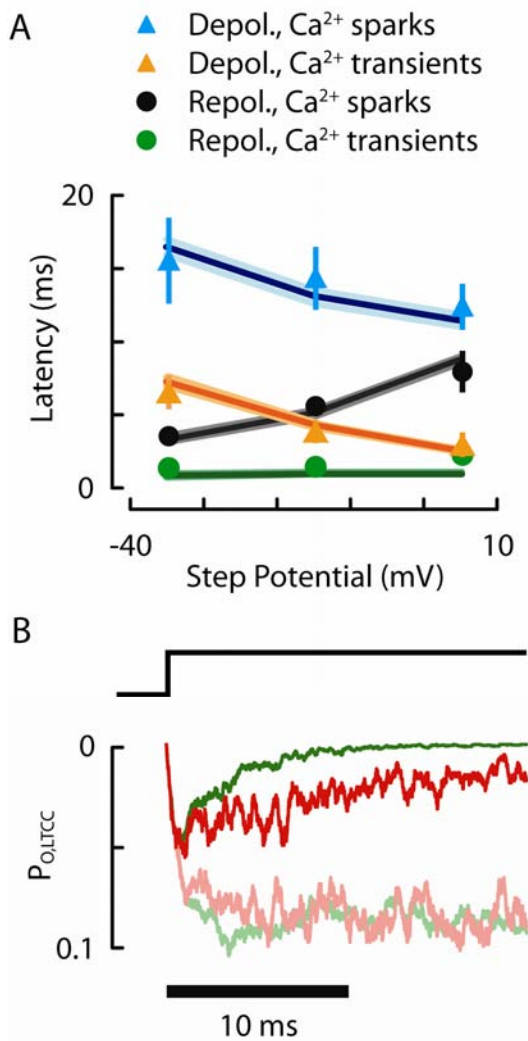 A
Depol., Ca²⁺ sparks
Depol., Ca²⁺ transients
Repol., Ca²⁺ sparks
Repol., Ca²⁺ transients
20
Latency (ms)
0
-40
10
Step Potential (mV)
B
0
P_O,LTCC
0.1
10 ms